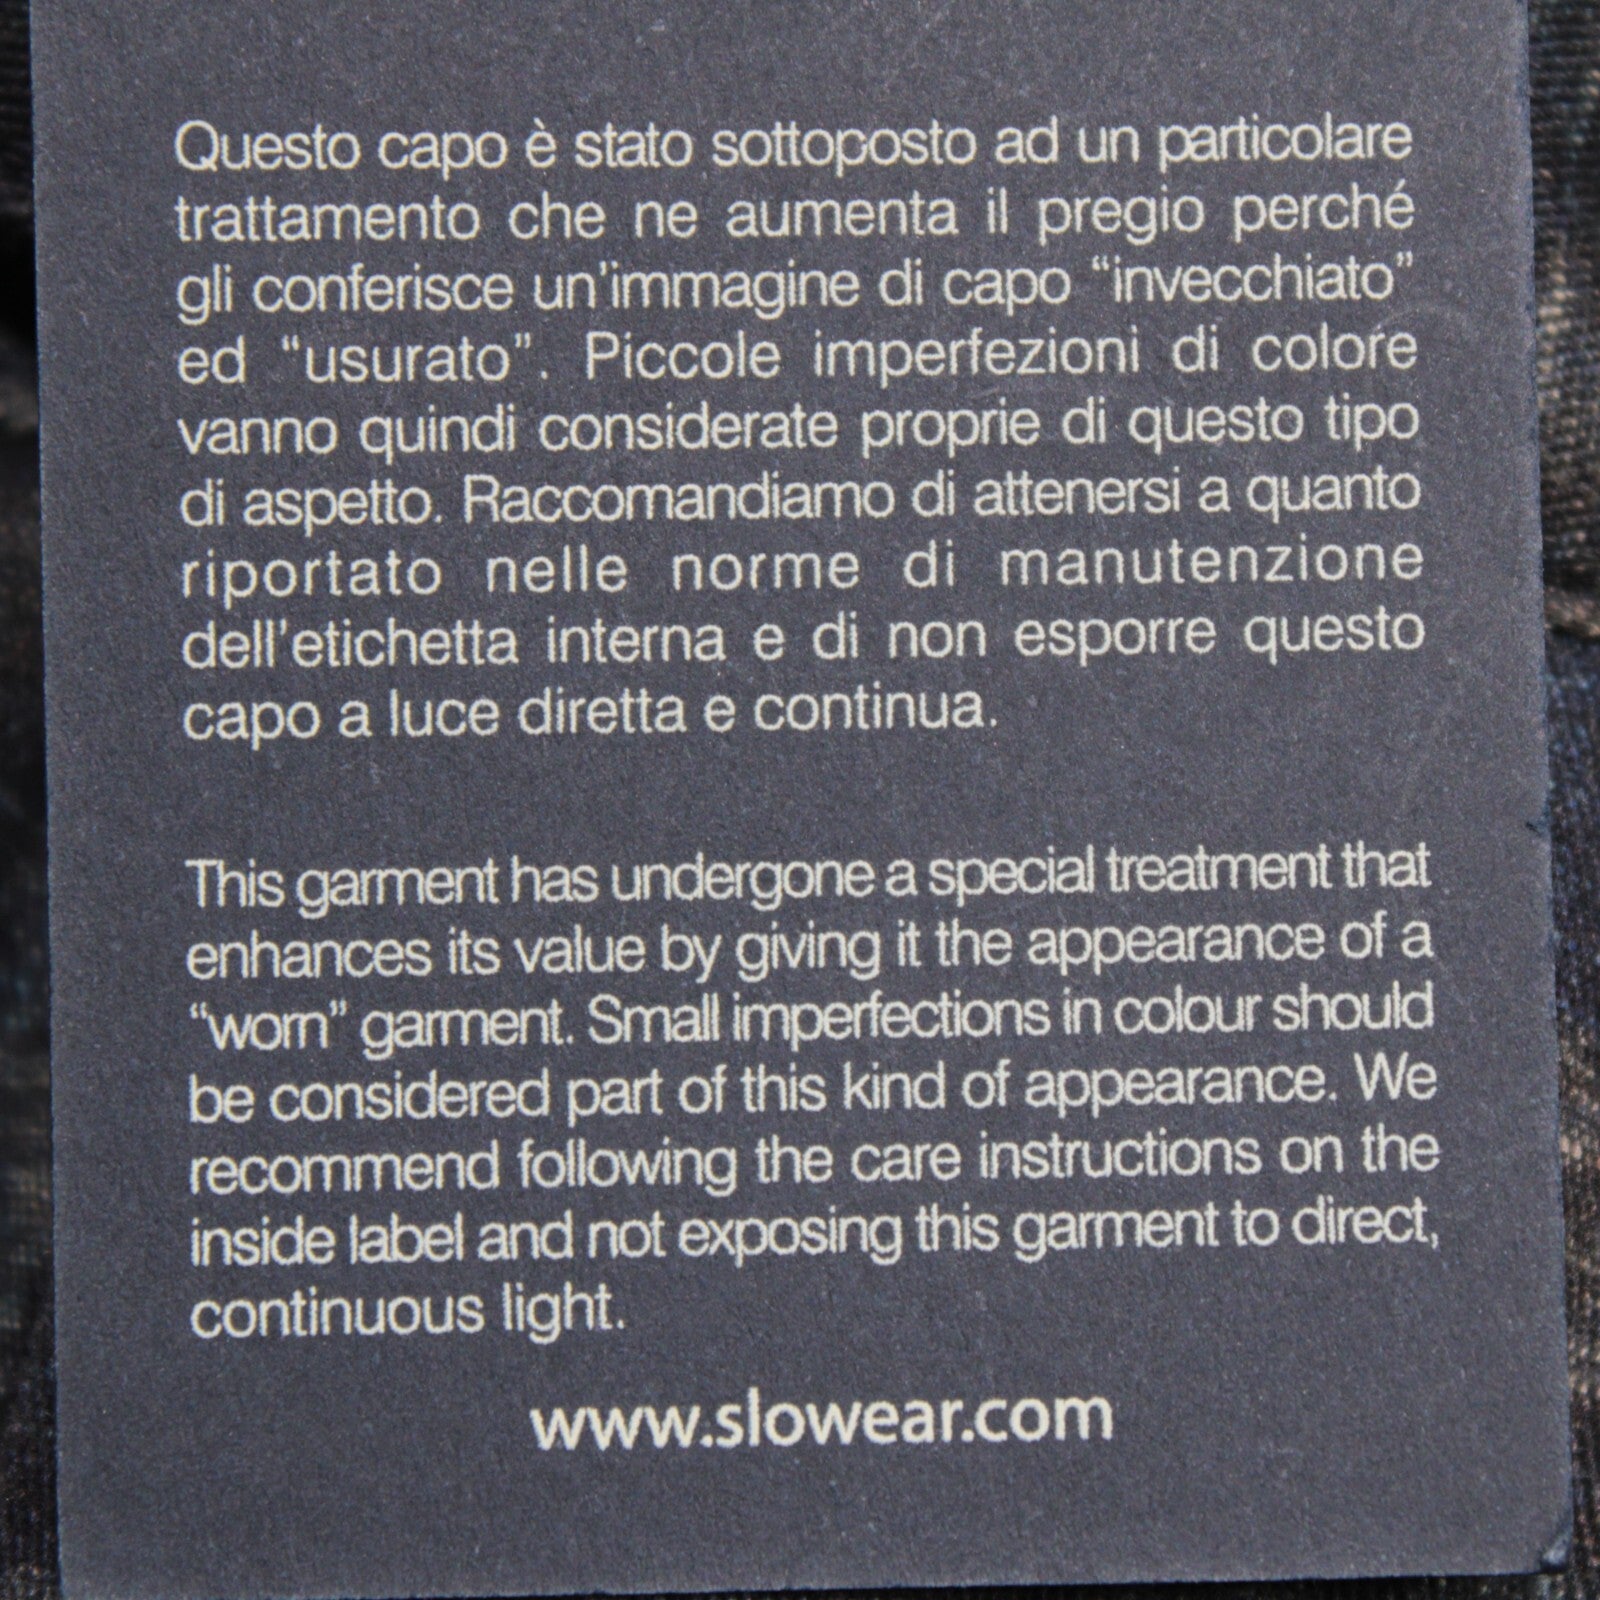 Questo capo è stato sottoposto ad un particolare
trattamento che ne aumenta il pregio perché
gli conferisce un'immagine di capo “invecchiato”
ed “usurato”. Piccole imperfezioni di colore
vanno quindi considerate proprie di questo tipo
di aspetto. Raccomandiamo di attenersi a quanto
riportato nelle norme di manutenzione
dell'etichetta interna e di non esporre questo
capo a luce diretta e continua.
This garment has undergone a special treatment that
enhances its value by giving it the appearance of a
“worn” garment. Small imperfections in colour should
be considered part of this kind of appearance. We
recommend following the care instructions on the
inside label and not exposing this garment to direct,
continuous light.
www.slowear.com